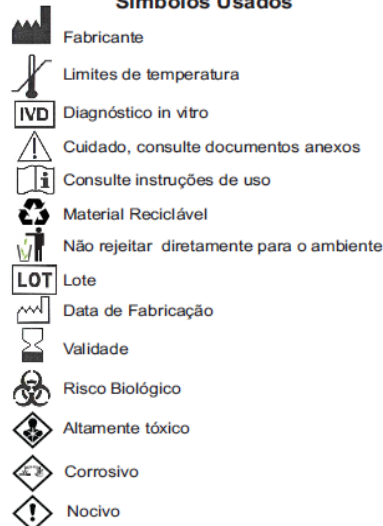 Símbolos Usados
Fabricante
Limites de temperatura
IVD Diagnóstico in vitro
Cuidado, consulte documentos anexos
Consulte instruções de uso
Material Reciclável
Não rejeitar diretamente para o ambiente
LOT Lote
Data de Fabricação
Validade
Risco Biológico
Altamente tóxico
Corrosivo
Nocivo